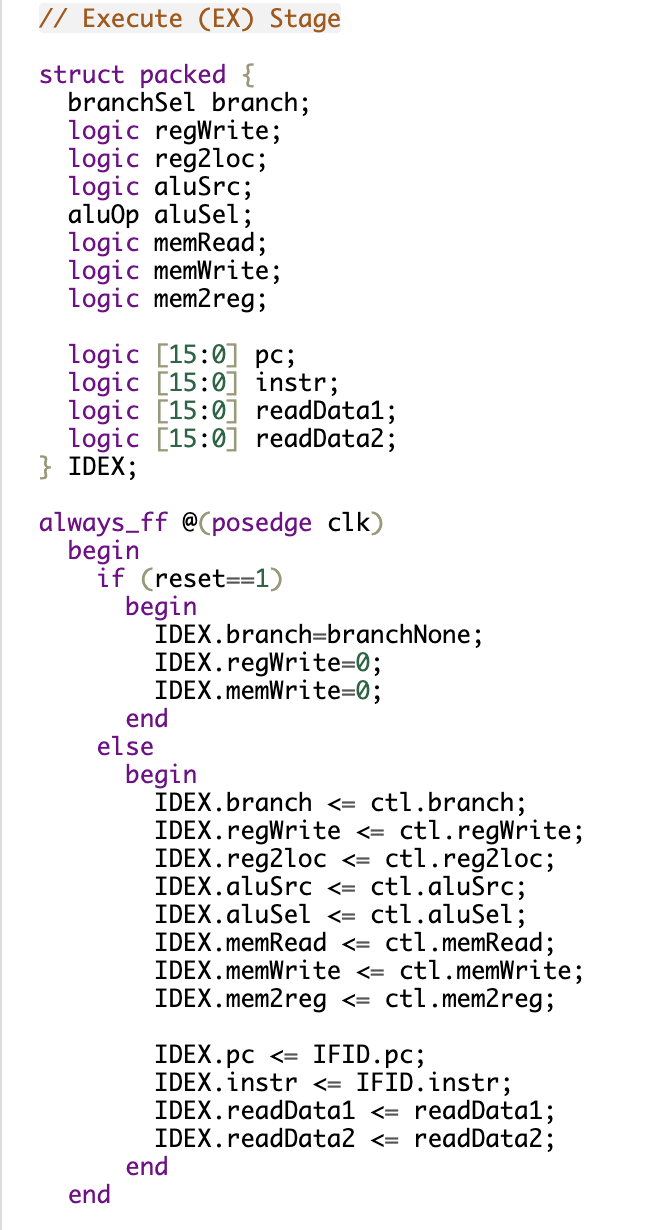 // Execute (EX) Stage
struct packed {
  branchSel branch;
  logic regWrite;
  logic reg2loc;
  logic aluSrc;
  aluOp aluSel;
  logic memRead;
  logic memWrite;
  logic mem2reg;

  logic [15:0] pc;
  logic [15:0] instr;
  logic [15:0] readData1;
  logic [15:0] readData2;
} IDEX;

always_ff @(posedge clk)
  begin
    if (reset==1)
      begin
        IDEX.branch=branchNone;
        IDEX.regWrite=0;
        IDEX.memWrite=0;
      end
    else
      begin
        IDEX.branch <= ctl.branch;
        IDEX.regWrite <= ctl.regWrite;
        IDEX.reg2loc <= ctl.reg2loc;
        IDEX.aluSrc <= ctl.aluSrc;
        IDEX.aluSel <= ctl.aluSel;
        IDEX.memRead <= ctl.memRead;
        IDEX.memWrite <= ctl.memWrite;
        IDEX.mem2reg <= ctl.mem2reg;

        IDEX.pc <= IFID.pc;
        IDEX.instr <= IFID.instr;
        IDEX.readData1 <= readData1;
        IDEX.readData2 <= readData2;
      end
  end